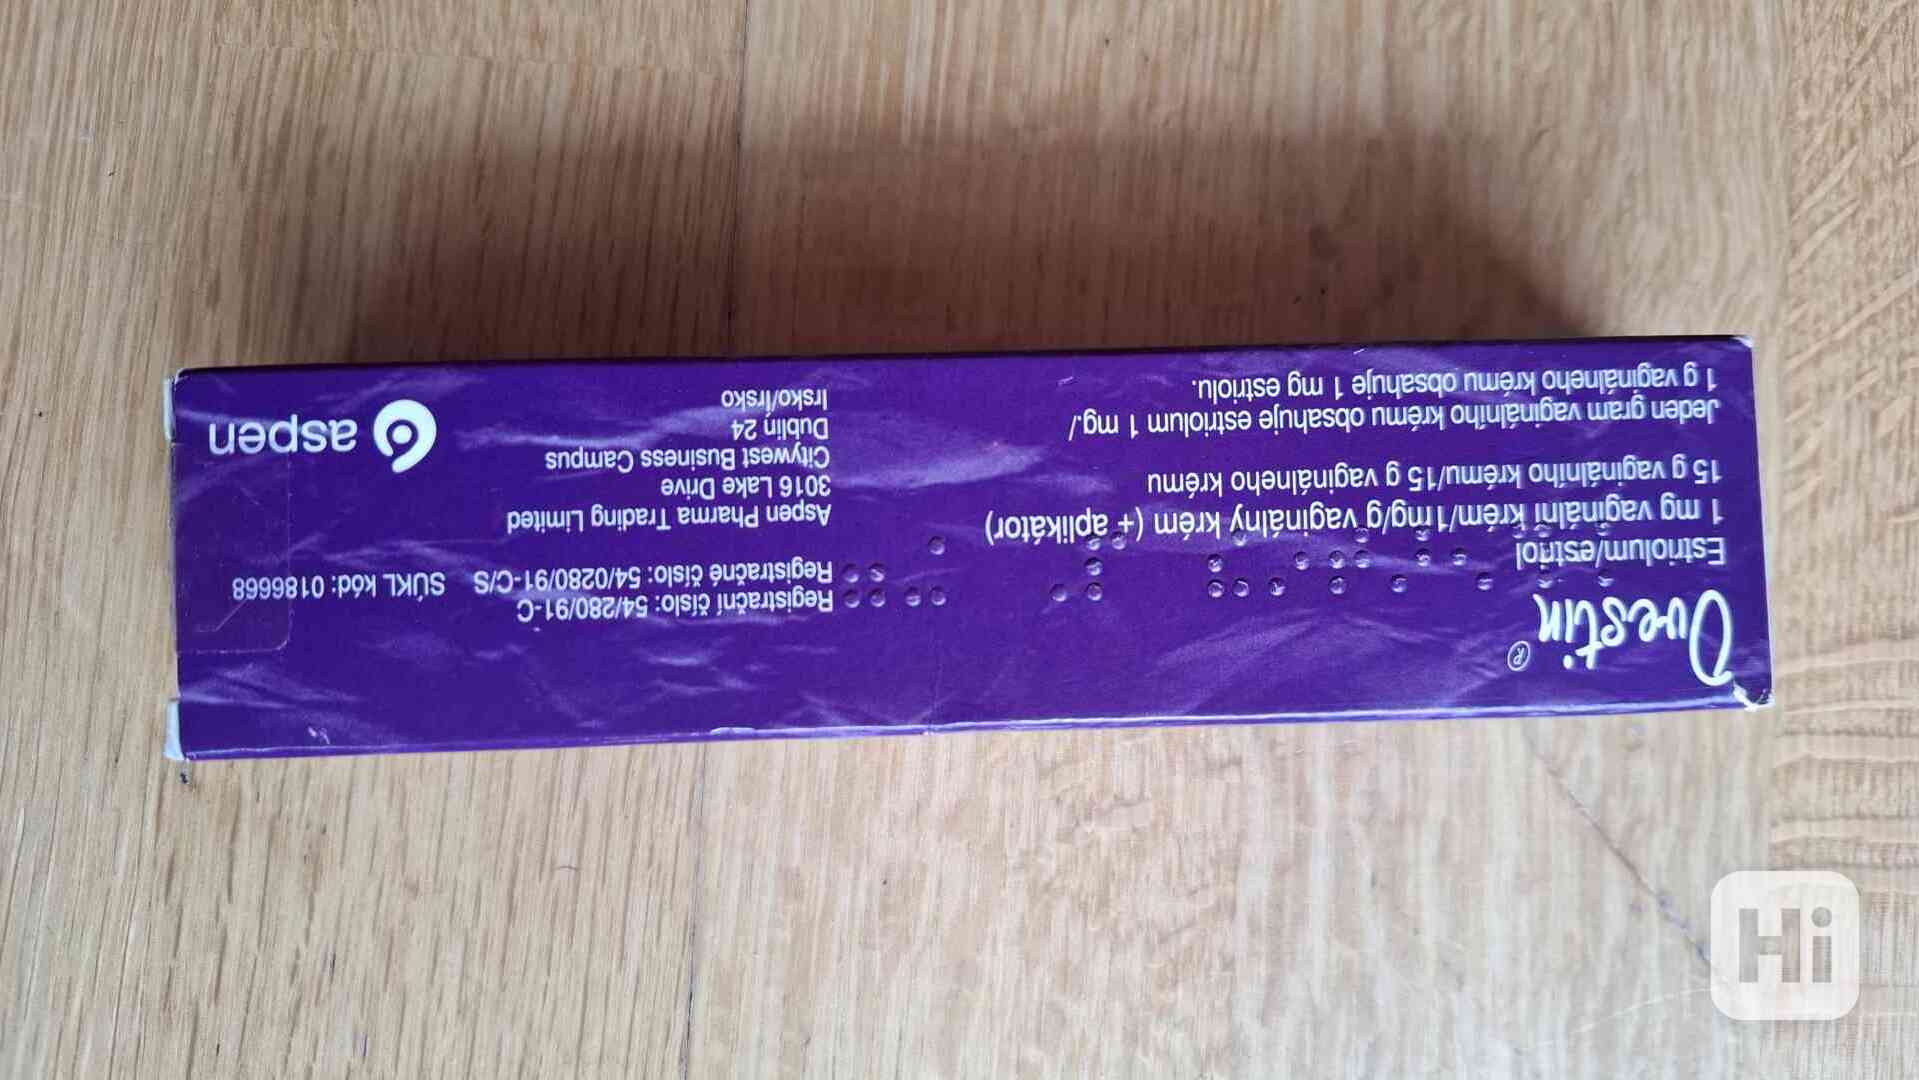 Ovestin®
Estriolum/estriol
1 mg vaginální krém/1mg/g vaginálny krém (+ aplikátor)
15 g vaginálního krému/15 g vaginálneho krému
Jeden gram vaginálního krému obsahuje estriolum 1 mg./
1 g vaginálneho krému obsahuje 1 mg estriolu.
Registrační číslo: 54/280/91-C
Registračné číslo: 54/0280/91-C/S SÚKL kód: 0186668
Aspen Pharma Trading Limited
3016 Lake Drive
Citywest Business Campus
Dublin 24
Irsko/Írsko
aspen
Hi